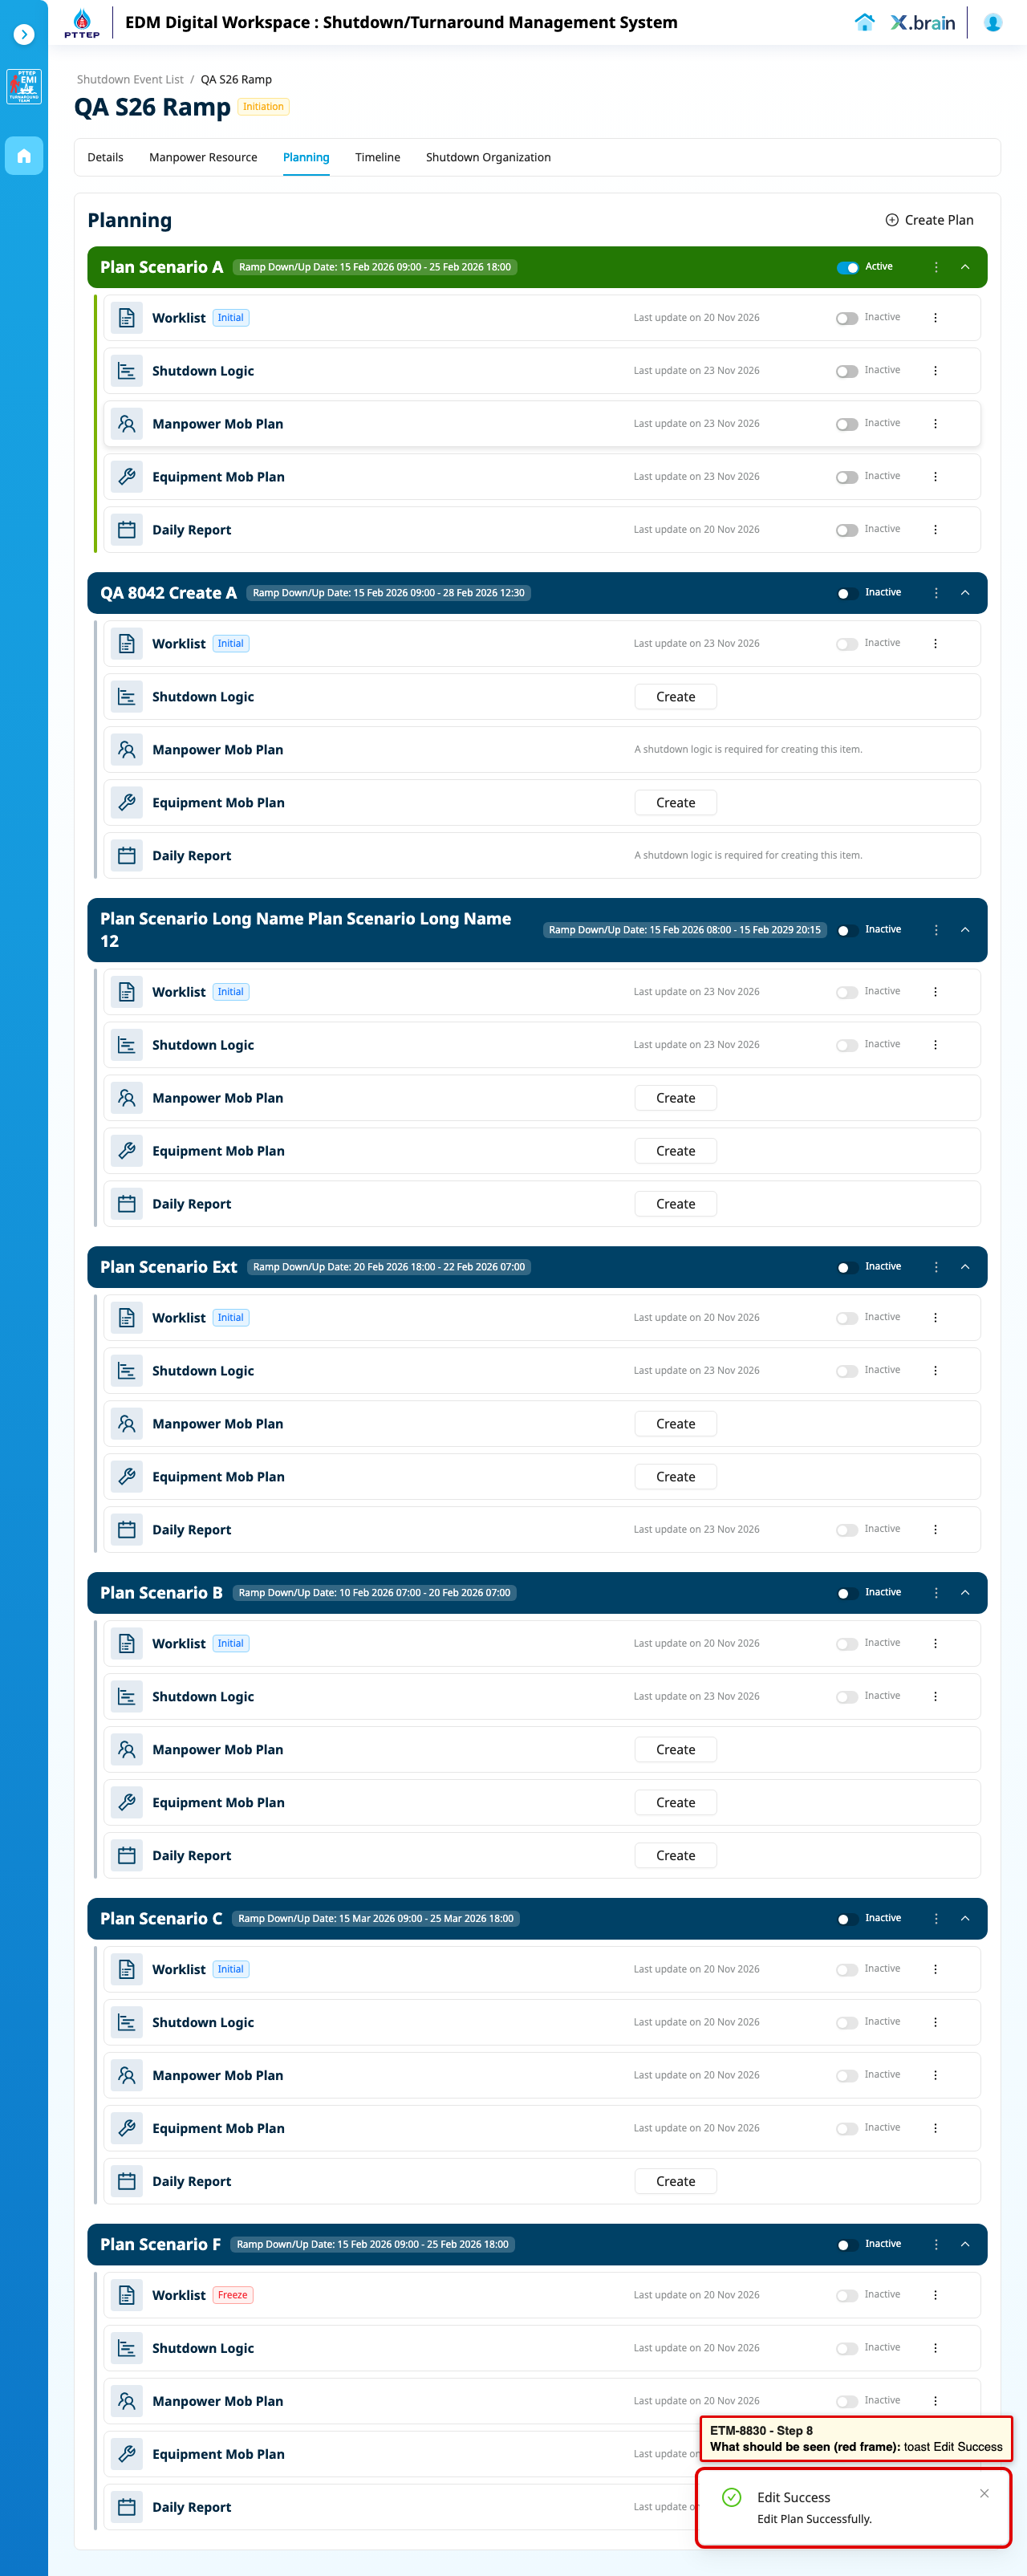 PTTEP
EDM Digital Workspace : Shutdown/Turnaround Management System
X.brain
PTTEP
EMI
TURNAROUND
TEAM
Shutdown Event List / QA S26 Ramp
QA S26 Ramp Initiation
Details Manpower Resource Planning Timeline Shutdown Organization
Planning Create Plan
Plan Scenario A Ramp Down/Up Date: 15 Feb 2026 09:00 - 25 Feb 2026 18:00 Active
Worklist Initial Last update on 20 Nov 2026 Inactive
Shutdown Logic Last update on 23 Nov 2026 Inactive
Manpower Mob Plan Last update on 23 Nov 2026 Inactive
Equipment Mob Plan Last update on 23 Nov 2026 Inactive
Daily Report Last update on 20 Nov 2026 Inactive
QA 8042 Create A Ramp Down/Up Date: 15 Feb 2026 09:00 - 28 Feb 2026 12:30 Inactive
Worklist Initial Last update on 23 Nov 2026 Inactive
Shutdown Logic Create
Manpower Mob Plan A shutdown logic is required for creating this item.
Equipment Mob Plan Create
Daily Report A shutdown logic is required for creating this item.
Plan Scenario Long Name Plan Scenario Long Name
12 Ramp Down/Up Date: 15 Feb 2026 08:00 - 15 Feb 2029 20:15 Inactive
Worklist Initial Last update on 23 Nov 2026 Inactive
Shutdown Logic Last update on 23 Nov 2026 Inactive
Manpower Mob Plan Create
Equipment Mob Plan Create
Daily Report Create
Plan Scenario Ext Ramp Down/Up Date: 20 Feb 2026 18:00 - 22 Feb 2026 07:00 Inactive
Worklist Initial Last update on 20 Nov 2026 Inactive
Shutdown Logic Last update on 23 Nov 2026 Inactive
Manpower Mob Plan Create
Equipment Mob Plan Create
Daily Report Last update on 23 Nov 2026 Inactive
Plan Scenario B Ramp Down/Up Date: 10 Feb 2026 07:00 - 20 Feb 2026 07:00 Inactive
Worklist Initial Last update on 20 Nov 2026 Inactive
Shutdown Logic Last update on 23 Nov 2026 Inactive
Manpower Mob Plan Create
Equipment Mob Plan Create
Daily Report Create
Plan Scenario C Ramp Down/Up Date: 15 Mar 2026 09:00 - 25 Mar 2026 18:00 Inactive
Worklist Initial Last update on 20 Nov 2026 Inactive
Shutdown Logic Last update on 20 Nov 2026 Inactive
Manpower Mob Plan Last update on 20 Nov 2026 Inactive
Equipment Mob Plan Last update on 20 Nov 2026 Inactive
Daily Report Create
Plan Scenario F Ramp Down/Up Date: 15 Feb 2026 09:00 - 25 Feb 2026 18:00 Inactive
Worklist Freeze Last update on 20 Nov 2026 Inactive
Shutdown Logic Last update on 20 Nov 2026 Inactive
Manpower Mob Plan Last update on 20 Nov 2026 Inactive
Equipment Mob Plan Last update on
Daily Report Last update on
ETM-8830 - Step 8
What should be seen (red frame): toast Edit Success
Edit Success
Edit Plan Successfully.